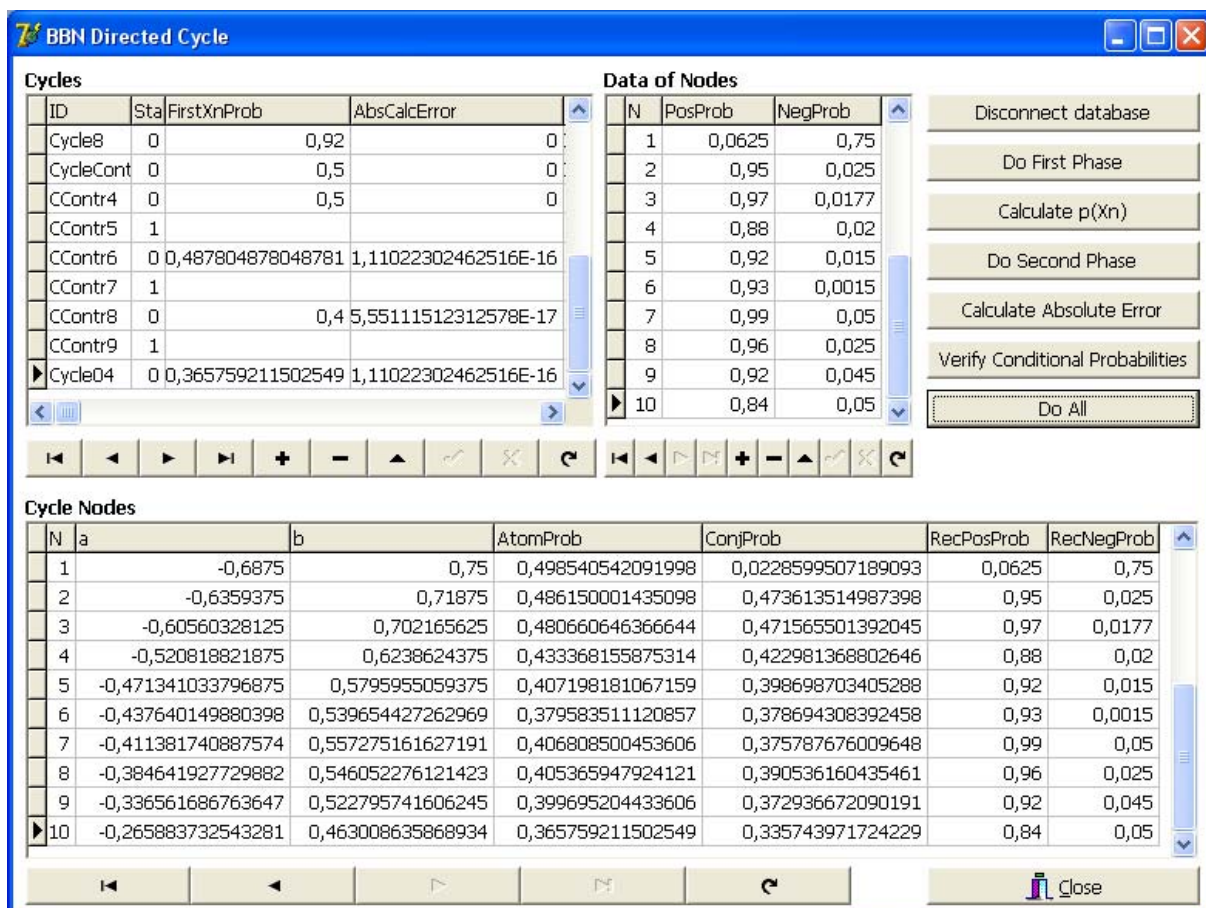 BBN Directed Cycle
Cycles
ID Sta FirstXnProb AbsCalcError
Cycle8 0 0,92 0
CycleCont 0 0,5 0
CContr4 0 0,5 0
CContr5 1
CContr6 0 0,487804878048781 1,11022302462516E-16
CContr7 1
CContr8 0 0,4 5,55111512312578E-17
CContr9 1
Cycle04 0 0,365759211502549 1,11022302462516E-16
Data of Nodes
N PosProb NegProb
1 0,0625 0,75
2 0,95 0,025
3 0,97 0,0177
4 0,88 0,02
5 0,92 0,015
6 0,93 0,0015
7 0,99 0,05
8 0,96 0,025
9 0,92 0,045
10 0,84 0,05
Disconnect database
Do First Phase
Calculate p(Xn)
Do Second Phase
Calculate Absolute Error
Verify Conditional Probabilities
Do All
Cycle Nodes
N a b AtomProb ConjProb RecPosProb RecNegProb
1 -0,6875 0,75 0,498540542091998 0,0228599507189093 0,0625 0,75
2 -0,6359375 0,71875 0,486150001435098 0,473613514987398 0,95 0,025
3 -0,60560328125 0,702165625 0,480660646366644 0,471565501392045 0,97 0,0177
4 -0,520818821875 0,6238624375 0,433368155875314 0,422981368802646 0,88 0,02
5 -0,471341033796875 0,5795955059375 0,407198181067159 0,398698703405288 0,92 0,015
6 -0,437640149880398 0,539654427262969 0,379583511120857 0,378694308392458 0,93 0,0015
7 -0,411381740887574 0,557275161627191 0,406808500453606 0,375787676009648 0,99 0,05
8 -0,384641927729882 0,546052276121423 0,405365947924121 0,390536160435461 0,96 0,025
9 -0,336561686763647 0,522795741606245 0,399695204433606 0,372936672090191 0,92 0,045
10 -0,265883732543281 0,463008635868934 0,365759211502549 0,335743971724229 0,84 0,05
Close